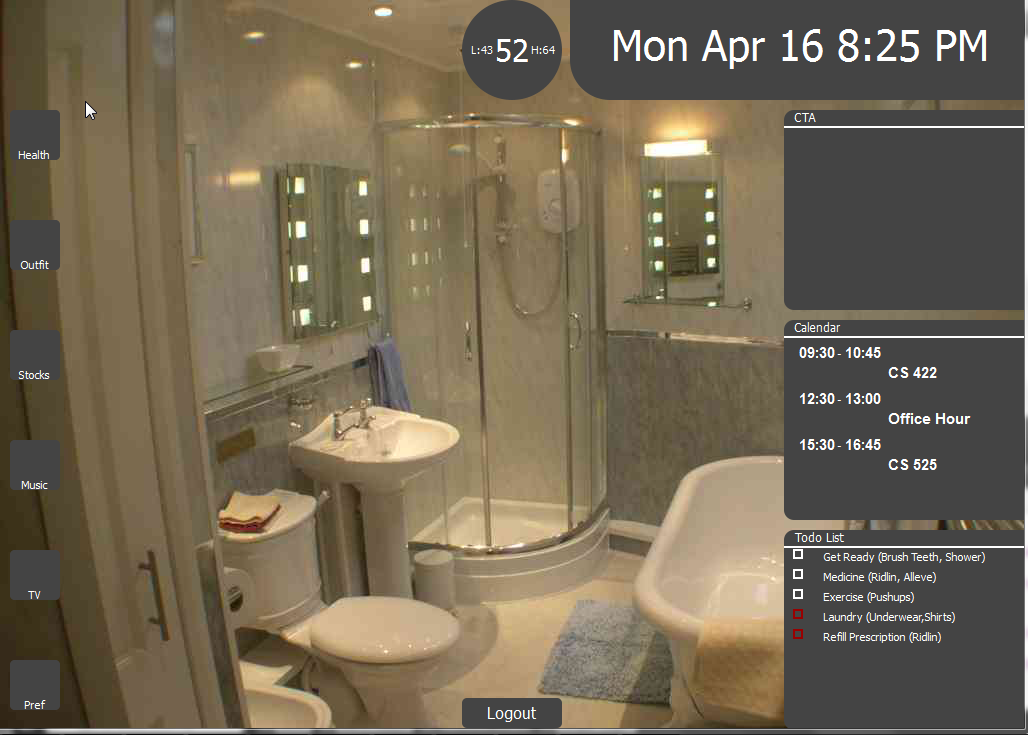 L:43 52 H:64
Mon Apr 16 8:25 PM
Health
Outfit
Stocks
Music
TV
Pref
CTA
Calendar
09:30 - 10:45
CS 422
12:30 - 13:00
Office Hour
15:30 - 16:45
CS 525
Todo List
Get Ready (Brush Teeth, Shower)
Medicine (Ridlin, Alleve)
Exercise (Pushups)
Laundry (Underwear,Shirts)
Refill Prescription (Ridlin)
Logout